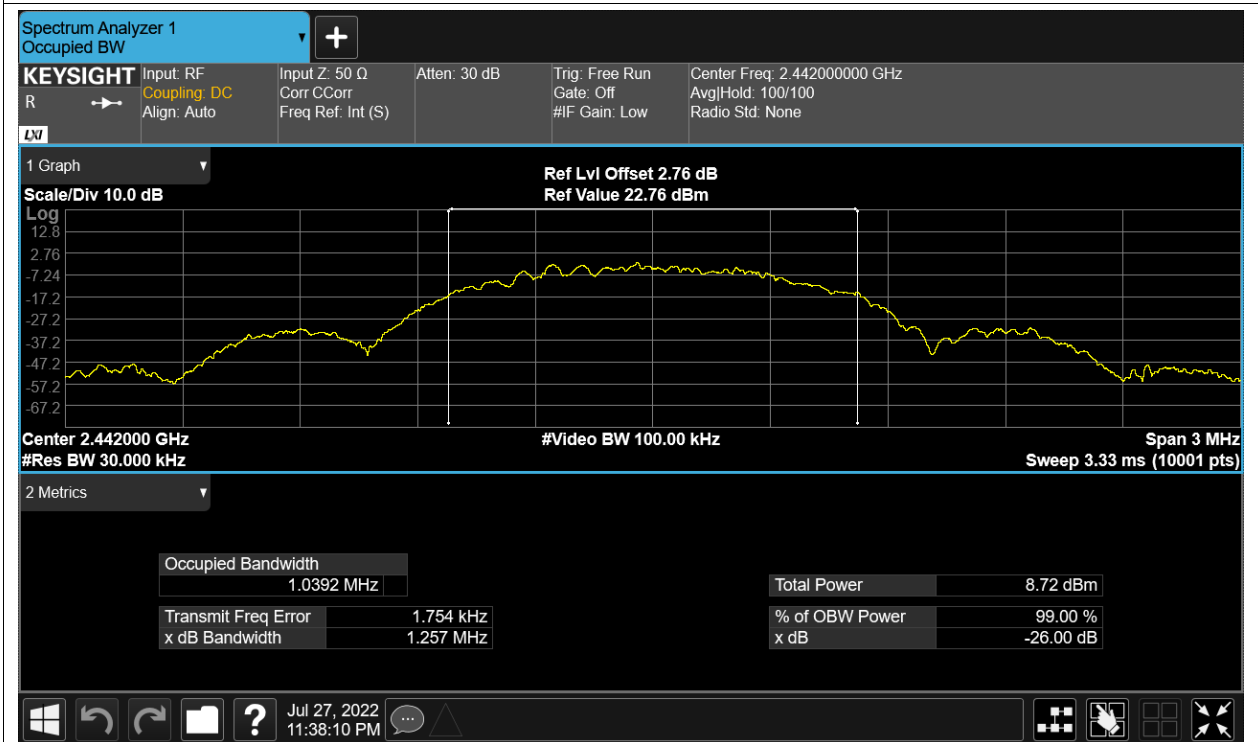 Spectrum Analyzer 1
Occupied BW
KEYSIGHT
R
LXI
Input: RF
Coupling: DC
Align: Auto
Input Z: 50 Ω
Corr CCorr
Freq Ref: Int (S)
Atten: 30 dB
Trig: Free Run
Gate: Off
#IF Gain: Low
Center Freq: 2.442000000 GHz
Avg|Hold: 100/100
Radio Std: None
1 Graph
Scale/Div 10.0 dB
Ref Lvl Offset 2.76 dB
Ref Value 22.76 dBm
Log
12.8
2.76
-7.24
-17.2
-27.2
-37.2
-47.2
-57.2
-67.2
Center 2.442000 GHz
#Res BW 30.000 kHz
#Video BW 100.00 kHz
Span 3 MHz
Sweep 3.33 ms (10001 pts)
2 Metrics
Occupied Bandwidth
1.0392 MHz
Transmit Freq Error 1.754 kHz
x dB Bandwidth 1.257 MHz
Total Power 8.72 dBm
% of OBW Power 99.00 %
x dB -26.00 dB
?
Jul 27, 2022
11:38:10 PM